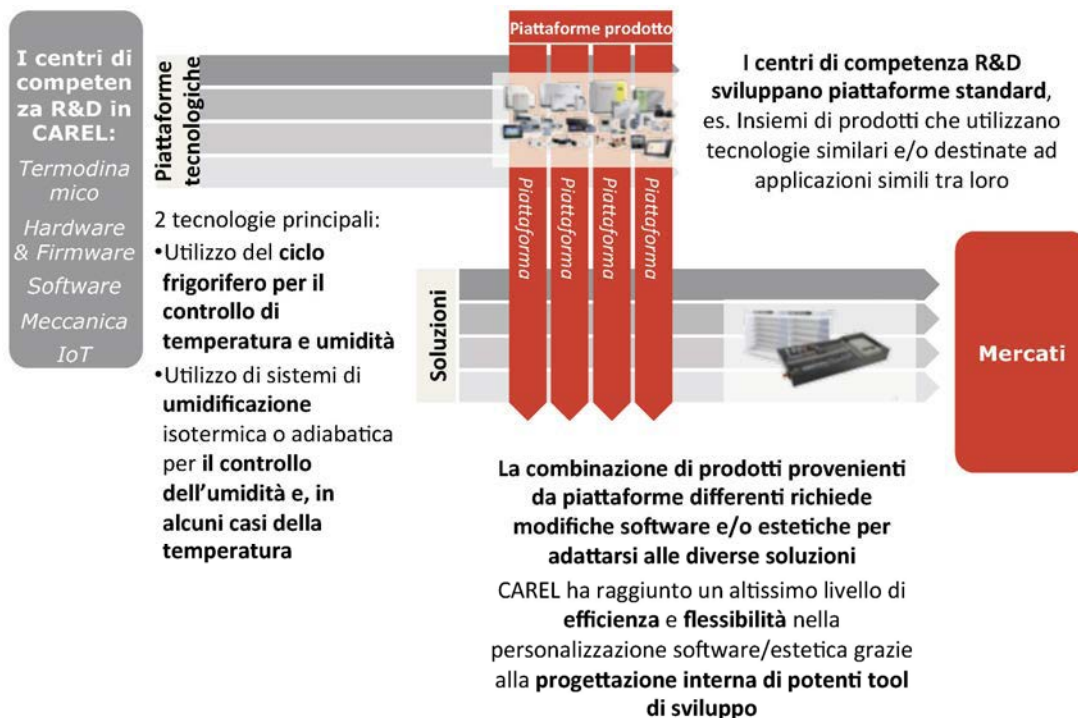 I centri di
competen
za R&D in
CAREL:
Termodina
mico
Hardware
& Firmware
Software
Meccanica
IoT
Piattaforme
tecnologiche
Piattaforme prodotto
Piattaforma
Piattaforma
Piattaforma
Piattaforma
I centri di competenza R&D
sviluppano piattaforme standard,
es. Insiemi di prodotti che utilizzano
tecnologie similari e/o destinate ad
applicazioni simili tra loro
2 tecnologie principali:
•Utilizzo del ciclo
frigorifero per il
controllo di
temperatura e umidità
•Utilizzo di sistemi di
umidificazione
isotermica o adiabatica
per il controllo
dell'umidità e, in
alcuni casi della
temperatura
Soluzioni
Mercati
La combinazione di prodotti provenienti
da piattaforme differenti richiede
modifiche software e/o estetiche per
adattarsi alle diverse soluzioni
CAREL ha raggiunto un altissimo livello di
efficienza e flessibilità nella
personalizzazione software/estetica grazie
alla progettazione interna di potenti tool
di sviluppo